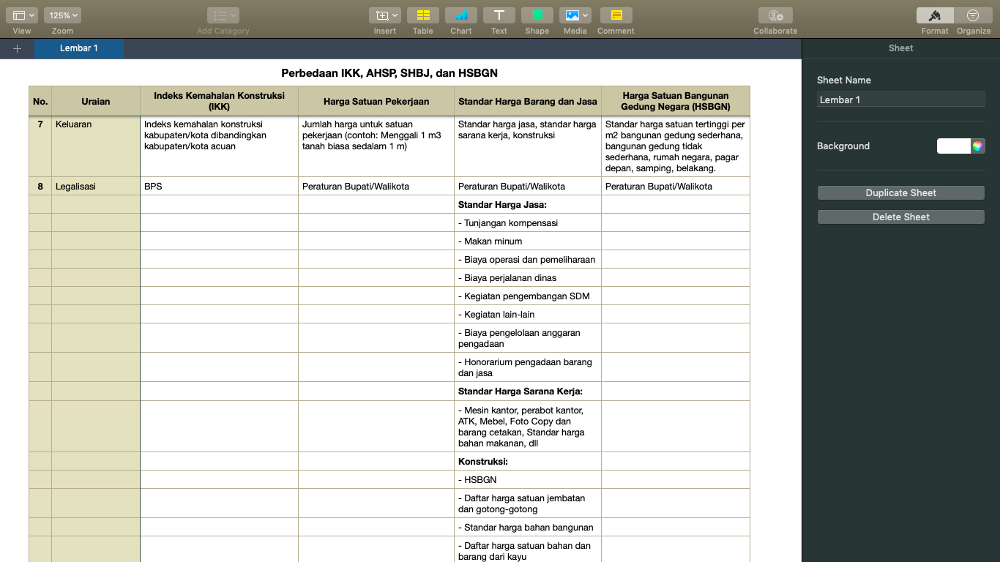 125%
View
Zoom
Add Category
Insert
Table
Chart
T
Text
Shape
Media
Comment
Collaborate
Format
Organize
Lembar 1
Sheet
Sheet Name
Lembar 1
Background
Duplicate Sheet
Delete Sheet
Perbedaan IKK, AHSP, SHBJ, dan HSBGN
No.
Uraian
Indeks Kemahalan Konstruksi
(IKK)
Harga Satuan Pekerjaan
Standar Harga Barang dan Jasa
Harga Satuan Bangunan
Gedung Negara (HSBGN)
7
Keluaran
Indeks kemahalan konstruksi
kabupaten/kota dibandingkan
kabupaten/kota acuan
Jumlah harga untuk satuan
pekerjaan (contoh: Menggali 1 m3
tanah biasa sedalam 1 m)
Standar harga jasa, standar harga
sarana kerja, konstruksi
Standar harga satuan tertinggi per
m2 bangunan gedung sederhana,
bangunan gedung tidak
sederhana, rumah negara, pagar
depan, samping, belakang.
8
Legalisasi
BPS
Peraturan Bupati/Walikota
Peraturan Bupati/Walikota
Peraturan Bupati/Walikota
Standar Harga Jasa:
- Tunjangan kompensasi
- Makan minum
- Biaya operasi dan pemeliharaan
- Biaya perjalanan dinas
- Kegiatan pengembangan SDM
- Kegiatan lain-lain
- Biaya pengelolaan anggaran
pengadaan
- Honorarium pengadaan barang
dan jasa
Standar Harga Sarana Kerja:
- Mesin kantor, perabot kantor,
ATK, Mebel, Foto Copy dan
barang cetakan, Standar harga
bahan makanan, dll
Konstruksi:
- HSBGN
- Daftar harga satuan jembatan
dan gotong-gotong
- Standar harga bahan bangunan
- Daftar harga satuan bahan dan
barang dari kayu